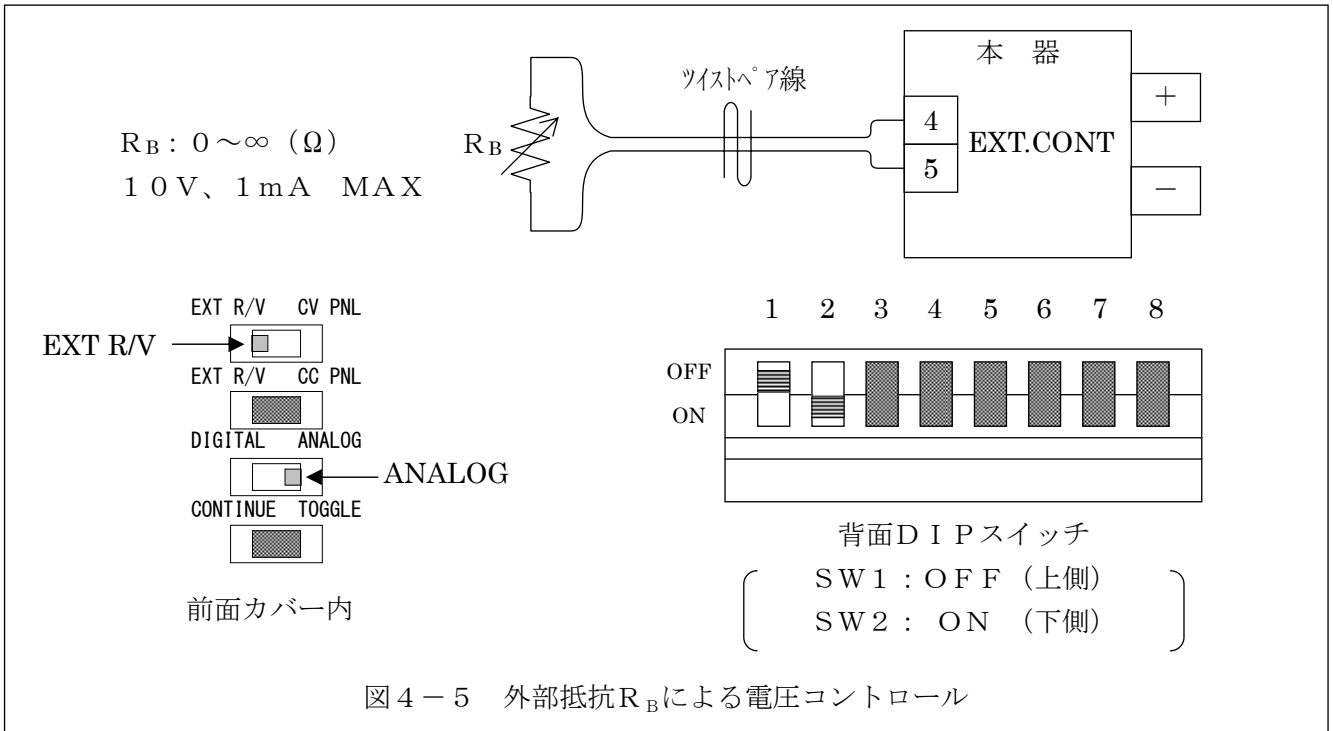 本 器
ツイストペア線
+
4
RB : 0~∞ (Ω)
RB
EXT.CONT
10V、1mA MAX
5
−
EXT R/V CV PNL
1 2 3 4 5 6 7 8
EXT R/V
EXT R/V CC PNL
OFF
ON
DIGITAL ANALOG
ANALOG
CONTINUE TOGGLE
背面DIPスイッチ
SW1:OFF (上側)
SW2: ON (下側)
前面カバー内
図4-5 外部抵抗RBによる電圧コントロール